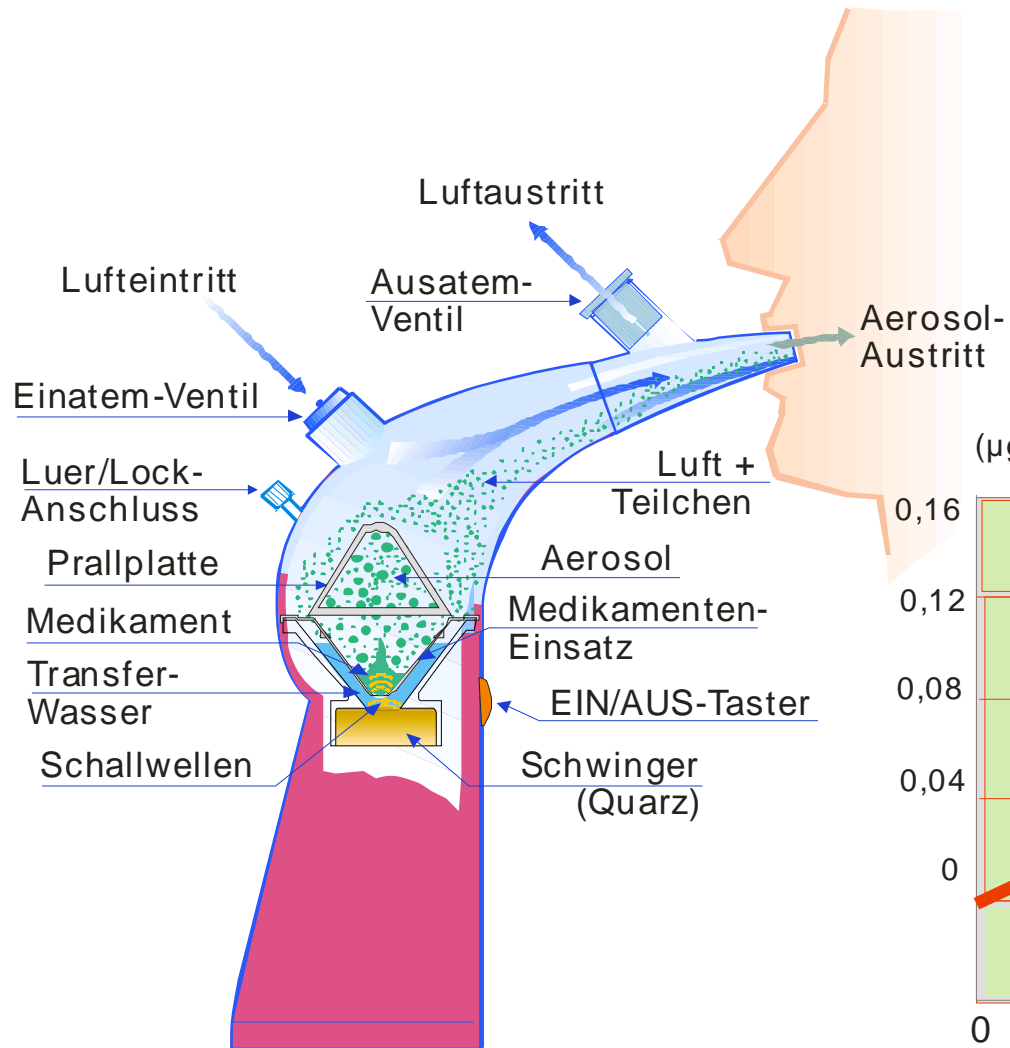 Luftaustritt
Lufteintritt
Ausatem-
Ventil
Aerosol-
Austritt
Einatem-Ventil
Luer/Lock-
Anschluss
Luft +
Teilchen
Prallplatte
Aerosol
Medikament
Medikamenten-
Einsatz
Transfer-
Wasser
EIN/AUS-Taster
Schallwellen
Schwinger
(Quarz)
(µg
0,16
0,12
0,08
0,04
0
0